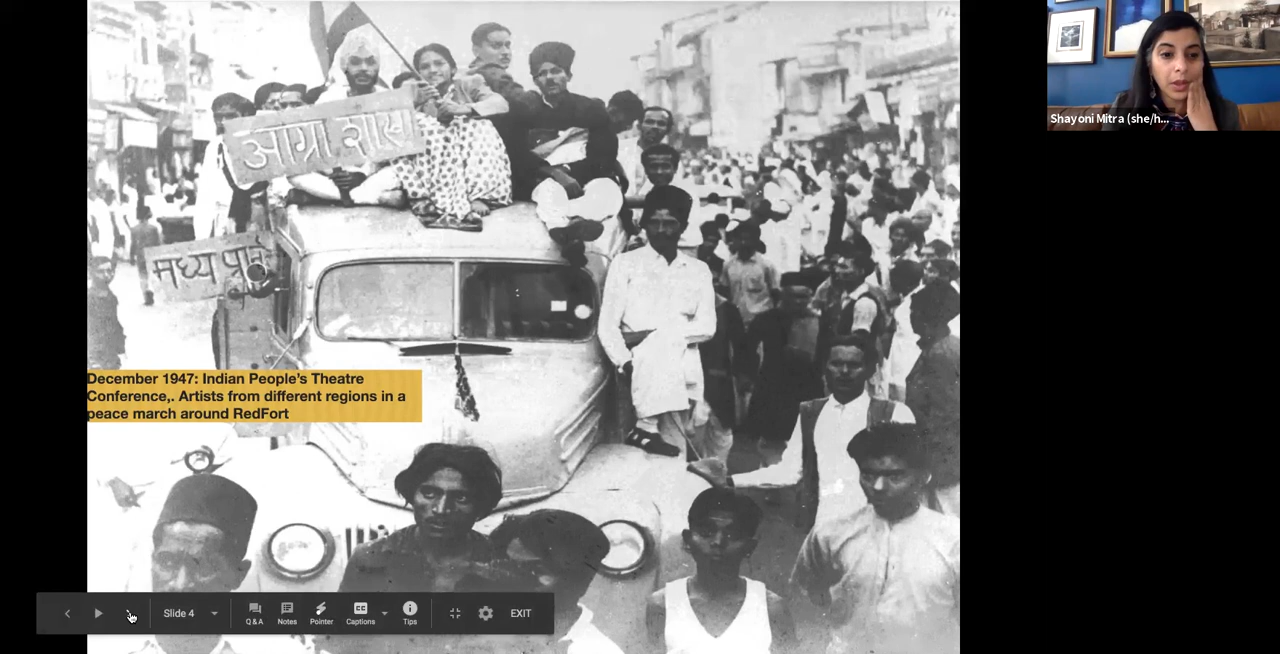 Shayoni Mitra (she/h...
आग्रा
मध्य
December 1947: Indian People's Theatre
Conference,. Artists from different regions in a
peace march around RedFort
Slide 4
Q & A
Notes
Pointer
CC
Captions
Tips
EXIT